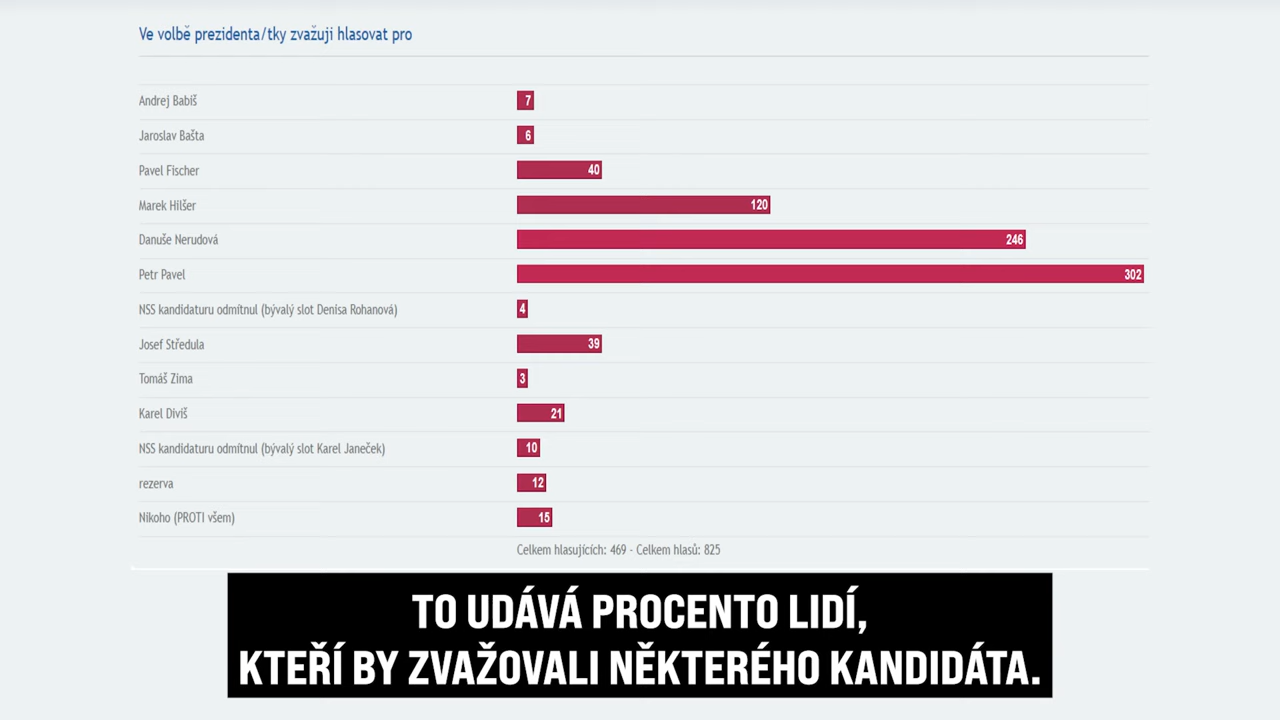 Ve volbě prezidenta/tky zvažuji hlasovat pro
Andrej Babiš 7
Jaroslav Bašta 6
Pavel Fischer 40
Marek Hilšer 120
Danuše Nerudová 246
Petr Pavel 302
NSS kandidaturu odmítnul (bývalý slot Denisa Rohanová) 4
Josef Středula 39
Tomáš Zima 3
Karel Diviš 21
NSS kandidaturu odmítnul (bývalý slot Karel Janeček) 10
rezerva 12
Nikoho (PROTI všem) 15
Celkem hlasujících: 469 - Celkem hlasů: 825
TO UDÁVÁ PROCENTO LIDÍ,
KTEŘÍ BY ZVAŽOVALI NĚKTERÉHO KANDIDÁTA.